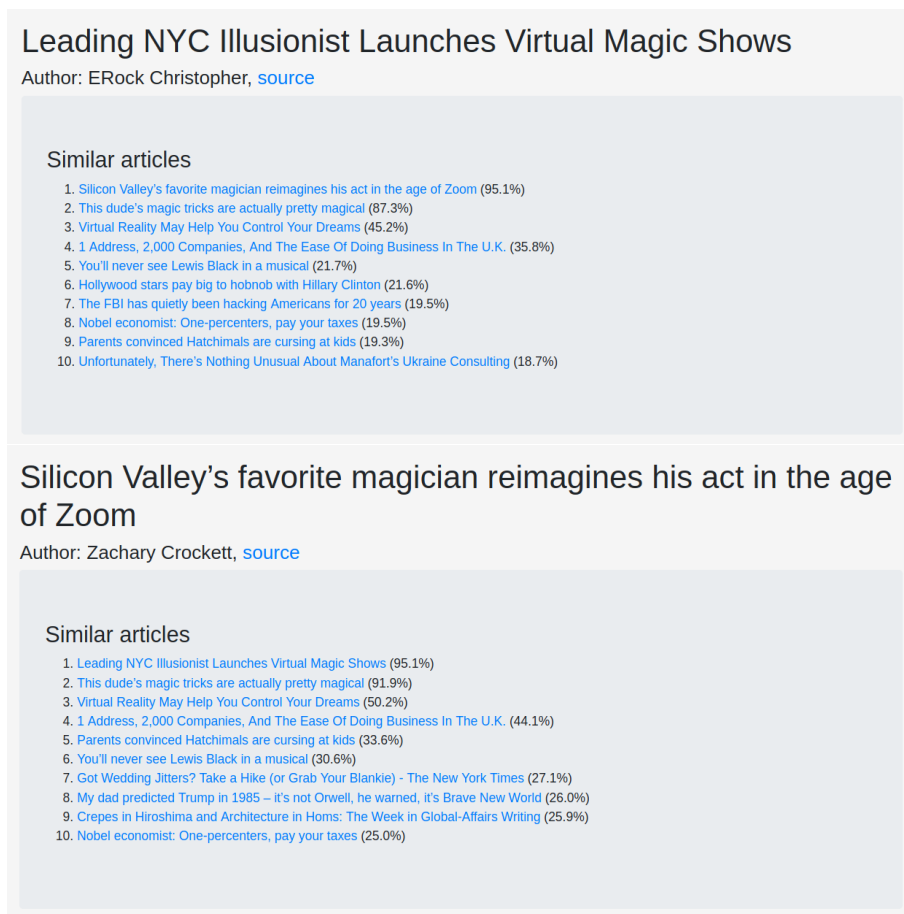 Leading NYC Illusionist Launches Virtual Magic Shows
Author: ERock Christopher, source
Similar articles
1. Silicon Valley’s favorite magician reimagines his act in the age of Zoom (95.1%)
2. This dude’s magic tricks are actually pretty magical (87.3%)
3. Virtual Reality May Help You Control Your Dreams (45.2%)
4. 1 Address, 2,000 Companies, And The Ease Of Doing Business In The U.K. (35.8%)
5. You’ll never see Lewis Black in a musical (21.7%)
6. Hollywood stars pay big to hobnob with Hillary Clinton (21.6%)
7. The FBI has quietly been hacking Americans for 20 years (19.5%)
8. Nobel economist: One-percenters, pay your taxes (19.5%)
9. Parents convinced Hatchimals are cursing at kids (19.3%)
10. Unfortunately, There’s Nothing Unusual About Manafort’s Ukraine Consulting (18.7%)
Silicon Valley’s favorite magician reimagines his act in the age
of Zoom
Author: Zachary Crockett, source
Similar articles
1. Leading NYC Illusionist Launches Virtual Magic Shows (95.1%)
2. This dude’s magic tricks are actually pretty magical (91.9%)
3. Virtual Reality May Help You Control Your Dreams (50.2%)
4. 1 Address, 2,000 Companies, And The Ease Of Doing Business In The U.K. (44.1%)
5. Parents convinced Hatchimals are cursing at kids (33.6%)
6. You’ll never see Lewis Black in a musical (30.6%)
7. Got Wedding Jitters? Take a Hike (or Grab Your Blankie) - The New York Times (27.1%)
8. My dad predicted Trump in 1985 – it’s not Orwell, he warned, it’s Brave New World (26.0%)
9. Crepes in Hiroshima and Architecture in Homs: The Week in Global-Affairs Writing (25.9%)
10. Nobel economist: One-percenters, pay your taxes (25.0%)